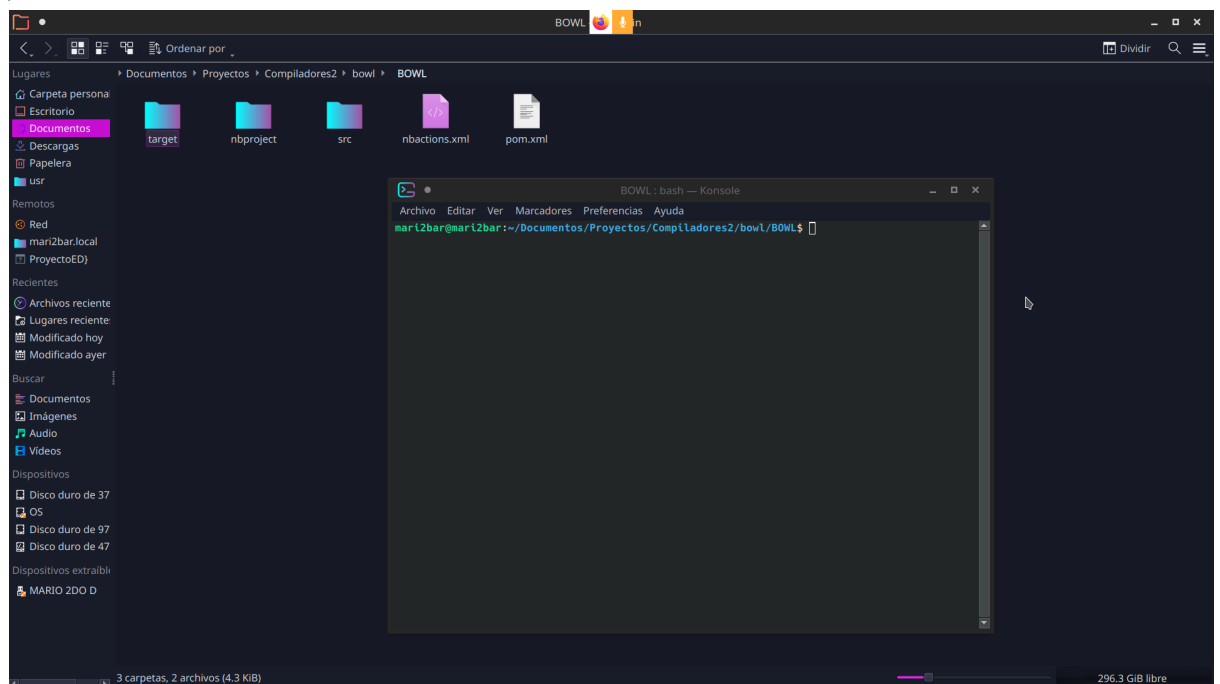 BOWL in
Ordenar por
Dividir
Lugares
Documentos Proyectos Compiladores2 bowl BOWL
Carpeta personal
Escritorio
Documentos
Descargas
Papelera
usr
Remotos
Red
mari2bar.local
ProyectoED}
Recientes
Archivos reciente
Lugares reciente
Modificado hoy
Modificado ayer
Buscar
Documentos
Imágenes
Audio
Vídeos
Dispositivos
Disco duro de 37
OS
Disco duro de 97
Disco duro de 47
Dispositivos extraíbl
MARIO 2DO D
target nbproject src nbactions.xml pom.xml
BOWL : bash — Konsole
Archivo Editar Ver Marcadores Preferencias Ayuda
mari2bar@mari2bar:~/Documentos/Proyectos/Compiladores2/bowl/BOWL$
3 carpetas, 2 archivos (4.3 KiB)
296.3 GiB libre